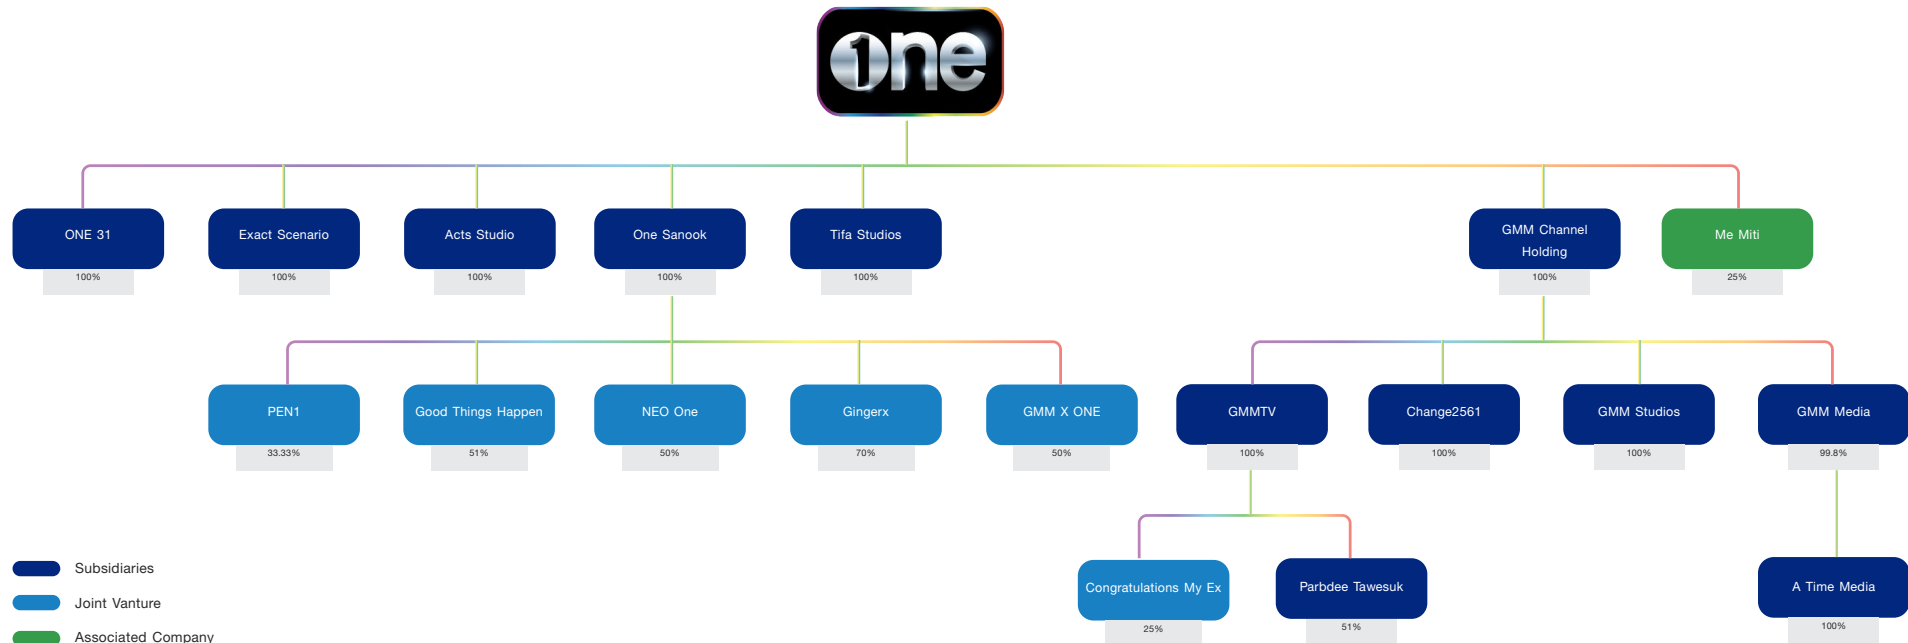 one
ONE 31
Exact Scenario
Acts Studio
One Sanook
Tifa Studios
GMM Channel
Holding
Me Miti
100%
100%
100%
100%
100%
100%
25%
PEN1
Good Things Happen
NEO One
Gingerx
GMM X ONE
GMMTV
Change2561
GMM Studios
GMM Media
33.33%
51%
50%
70%
50%
100%
100%
100%
99.8%
Congratulations My Ex
Parbdee Tawesuk
A Time Media
25%
51%
100%
Subsidiaries
Joint Vanture
Associated Company